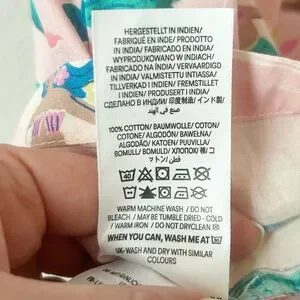 HERGESTELLT IN INDIEN/
FABRIQUÉ EN INDE/ PRODOTTO
IN INDIA/ FABRICADO EN INDIA/
WYPRODUKOWANO W INDIACH/
FABRICADO NA ÍNDIA/ VERVAARDIGD
IN INDIA/ VALMISTETTU INTIASSA/
TILLVERKAD I INDIEN/ FREMSTILLET
I INDIEN/ PRODUSERT I INDIA/
СДЕЛАНО В ИНДИИ/ 印度制造/ インド製/
صنع في الهند
100% COTTON/ BAUMWOLLE/ COTON/
COTONE/ ALGODÓN/ BAWEŁNA/
ALGODÃO/ KATOEN/ PUUVILLA/
BOMULL/ BOMULD/ ХЛОПОК/ 棉/ コ
ットン/ قطن
WARM MACHINE WASH / DO NOT
BLEACH / MAY BE TUMBLE DRIED - COLD
/ WARM IRON / DO NOT DRYCLEAN
WHEN YOU CAN, WASH ME AT
UK-WASH AND DRY WITH SIMILAR
COLOURS